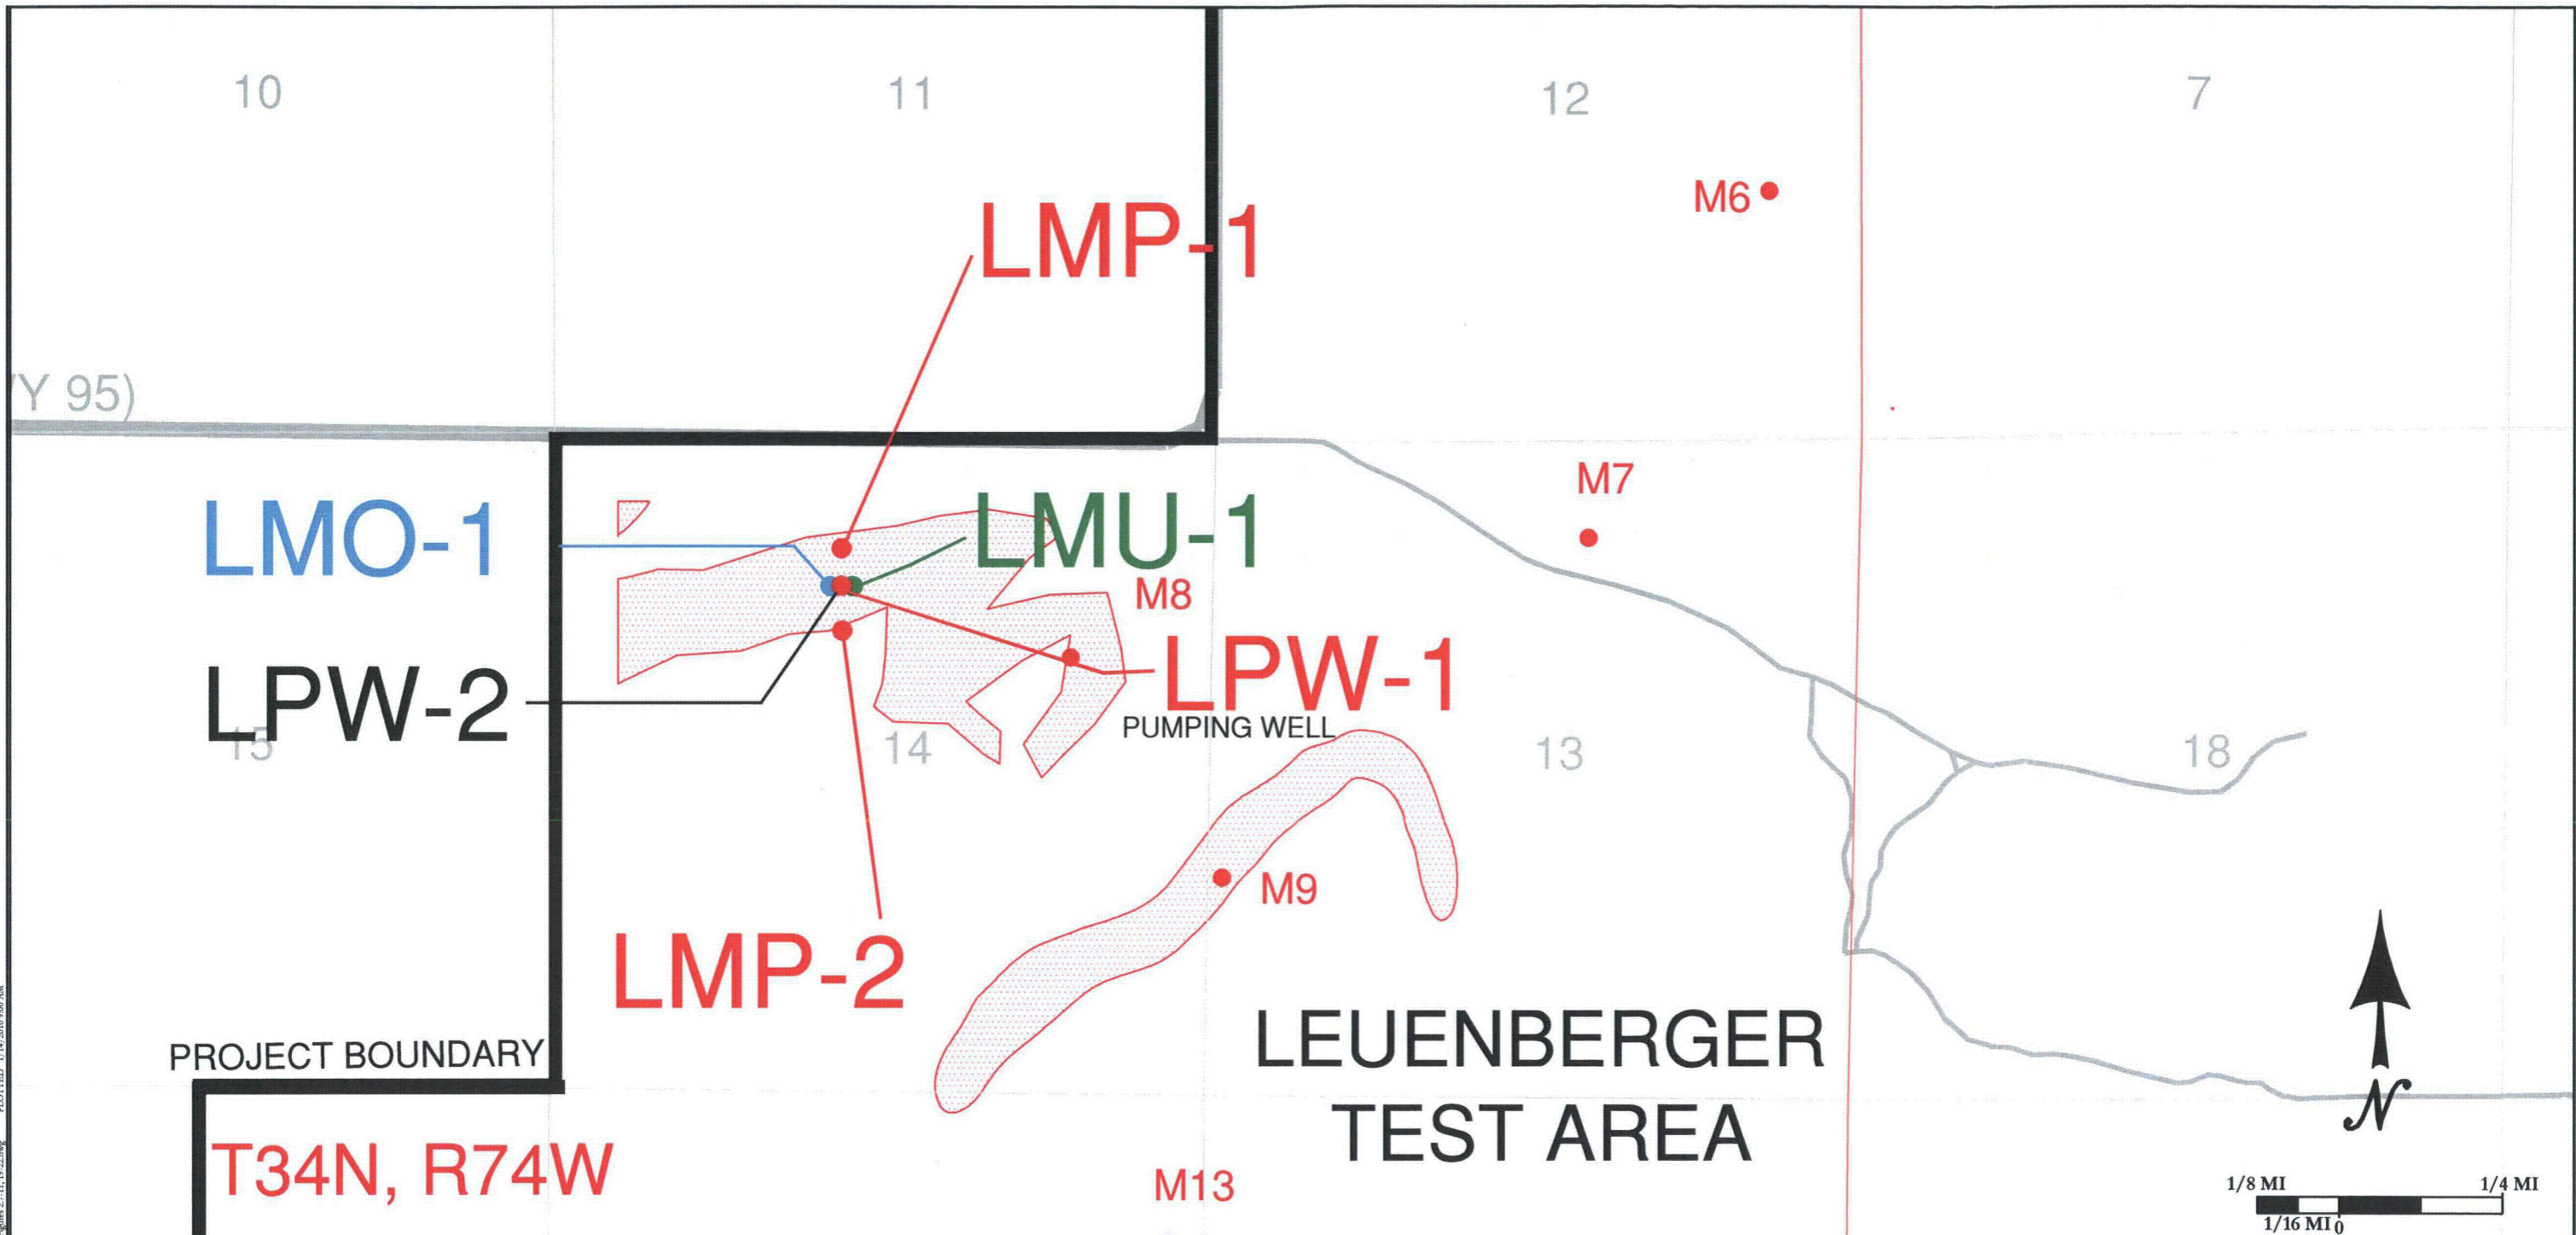 10
11
12
7
M6
LMP-1
Y 95)
M7
LMO-1
LMU-1
M8
LPW-1
PUMPING WELL
LPW-2
15
14
13
18
M9
LMP-2
LEUENBERGER
TEST AREA
PROJECT BOUNDARY
N
T34N, R74W
M13
1/8 MI
1/4 MI
1/16 MI 0